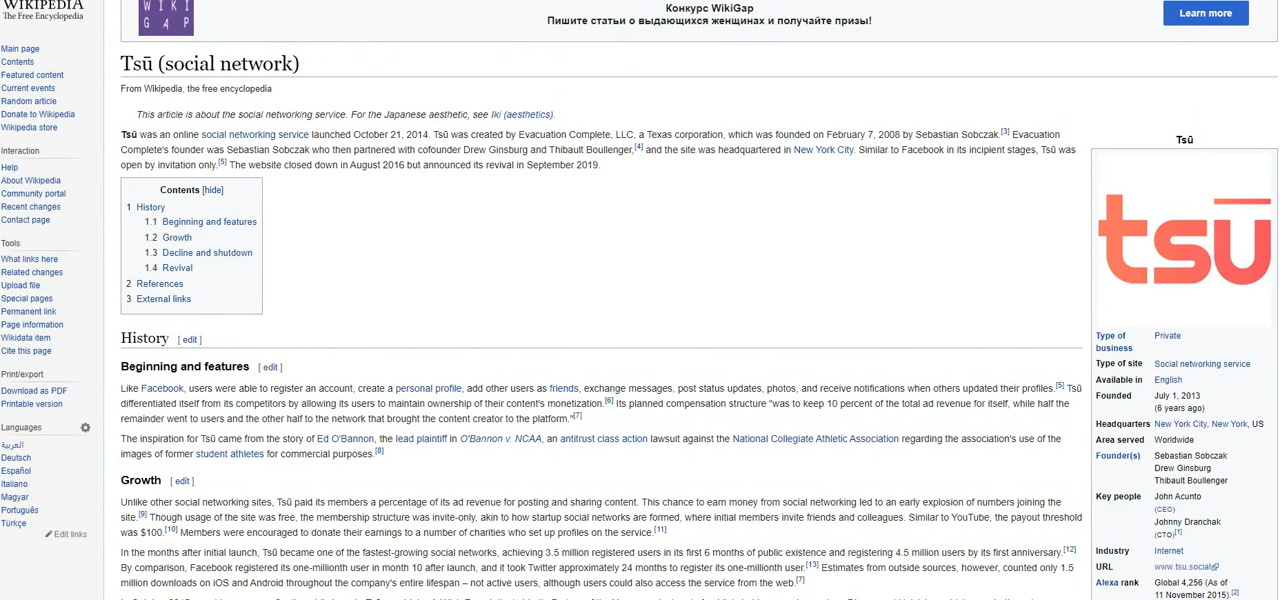 WIKIPEDIA
The Free Encyclopedia
Main page
Contents
Featured content
Current events
Random article
Donate to Wikipedia
Wikipedia store
Interaction
Help
About Wikipedia
Community portal
Recent changes
Contact page
Tools
What links here
Related changes
Upload file
Special pages
Permanent link
Page information
Wikidata item
Cite this page
Print/export
Download as PDF
Printable version
Languages
العربية
Deutsch
Español
Italiano
Magyar
Português
Türkçe
Edit links
WIKI
GAP
Конкурс WikiGap
Пишите статьи о выдающихся женщинах и получайте призы!
Learn more
Tsū (social network)
From Wikipedia, the free encyclopedia
This article is about the social networking service. For the Japanese aesthetic, see Iki (aesthetics).
Tsū was an online social networking service launched October 21, 2014. Tsū was created by Evacuation Complete, LLC, a Texas corporation, which was founded on February 7, 2008 by Sebastian Sobczak.[3] Evacuation
Complete's founder was Sebastian Sobczak who then partnered with cofounder Drew Ginsburg and Thibault Boullenger,[4] and the site was headquartered in New York City. Similar to Facebook in its incipient stages, Tsū was
open by invitation only.[5] The website closed down in August 2016 but announced its revival in September 2019.
Contents [hide]
1 History
1.1 Beginning and features
1.2 Growth
1.3 Decline and shutdown
1.4 Revival
2 References
3 External links
History [ edit ]
Beginning and features [ edit ]
Like Facebook, users were able to register an account, create a personal profile, add other users as friends, exchange messages, post status updates, photos, and receive notifications when others updated their profiles.[5] Tsū
differentiated itself from its competitors by allowing its users to maintain ownership of their content's monetization.[6] Its planned compensation structure "was to keep 10 percent of the total ad revenue for itself, while half the
remainder went to users and the other half to the network that brought the content creator to the platform."[7]
The inspiration for Tsū came from the story of Ed O'Bannon, the lead plaintiff in O'Bannon v. NCAA, an antitrust class action lawsuit against the National Collegiate Athletic Association regarding the association's use of the
images of former student athletes for commercial purposes.[8]
Growth [ edit ]
Unlike other social networking sites, Tsū paid its members a percentage of its ad revenue for posting and sharing content. This chance to earn money from social networking led to an early explosion of numbers joining the
site.[9] Though usage of the site was free, the membership structure was invite-only, akin to how startup social networks are formed, where initial members invite friends and colleagues. Similar to YouTube, the payout threshold
was $100.[10] Members were encouraged to donate their earnings to a number of charities who set up profiles on the service.[11]
In the months after initial launch, Tsū became one of the fastest-growing social networks, achieving 3.5 million registered users in its first 6 months of public existence and registering 4.5 million users by its first anniversary.[12]
By comparison, Facebook registered its one-millionth user in month 10 after launch, and it took Twitter approximately 24 months to register its one-millionth user.[13] Estimates from outside sources, however, counted only 1.5
million downloads on iOS and Android throughout the company's entire lifespan – not active users, although users could also access the service from the web.[7]
Tsū
tsū
Type of business Private
Type of site Social networking service
Available in English
Founded July 1, 2013
(6 years ago)
Headquarters New York City, New York, US
Area served Worldwide
Founder(s) Sebastian Sobczak
Drew Ginsburg
Thibault Boullenger
Key people John Acunto
(CEO)
Johnny Dranchak
(CTO)[1]
Industry Internet
URL www.tsu.social
Alexa rank Global 4,256 (As of
11 November 2015).[2]